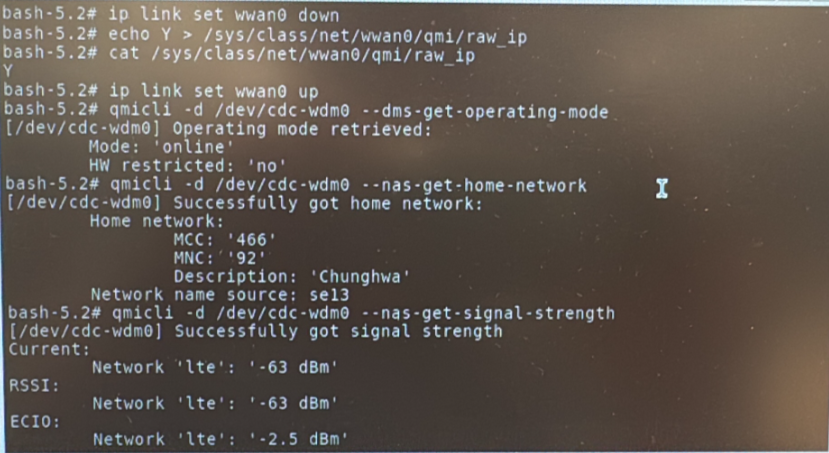 bash-5.2# ip link set wwan0 down
bash-5.2# echo Y > /sys/class/net/wwan0/qmi/raw_ip
bash-5.2# cat /sys/class/net/wwan0/qmi/raw_ip
Y
bash-5.2# ip link set wwan0 up
bash-5.2# qmicli -d /dev/cdc-wdm0 --dms-get-operating-mode
[/dev/cdc-wdm0] Operating mode retrieved:
        Mode: 'online'
        HW restricted: 'no'
bash-5.2# qmicli -d /dev/cdc-wdm0 --nas-get-home-network
[/dev/cdc-wdm0] Successfully got home network:
        Home network:
                MCC: '466'
                MNC: '92'
                Description: 'Chunghwa'
        Network name source: se13
bash-5.2# qmicli -d /dev/cdc-wdm0 --nas-get-signal-strength
[/dev/cdc-wdm0] Successfully got signal strength
Current:
        Network 'lte': '-63 dBm'
RSSI:
        Network 'lte': '-63 dBm'
ECIO:
        Network 'lte': '-2.5 dBm'